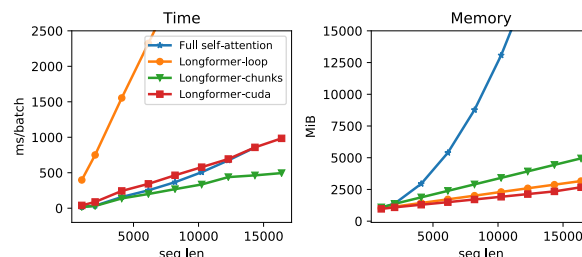 Time
Memory
ms/batch
2500
2000
1500
1000
500
0
Full self-attention
Longformer-loop
Longformer-chunks
Longformer-cuda
5000 10000 15000
seq len
MiB
15000
12500
10000
7500
5000
2500
0
5000 10000 15000
seq len